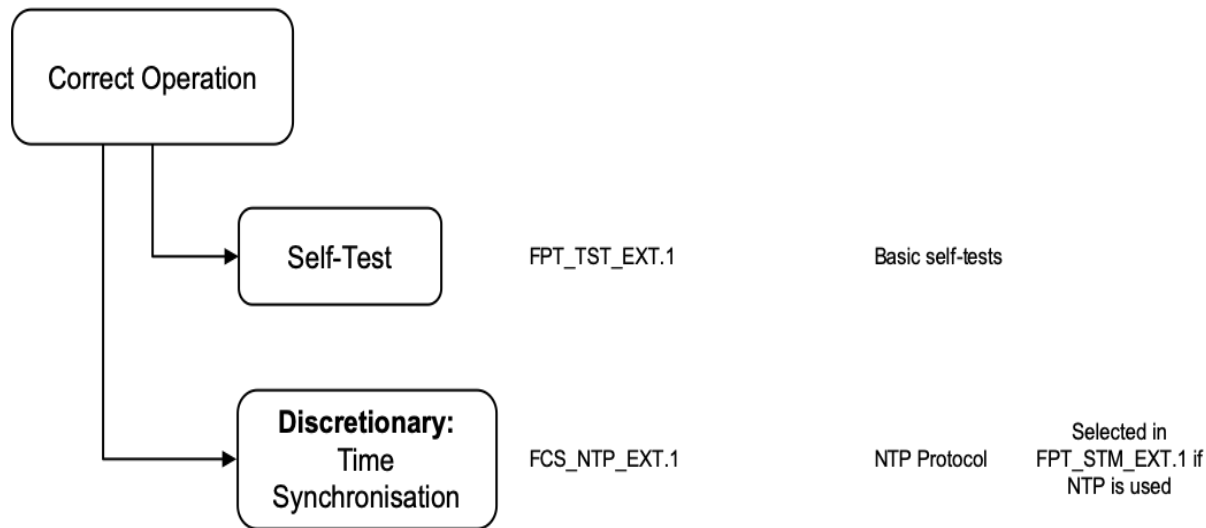 Correct Operation
Self-Test
FPT_TST_EXT.1
Basic self-tests
Discretionary:
Time
Synchronisation
FCS_NTP_EXT.1
NTP Protocol
Selected in
FPT_STM_EXT.1 if
NTP is used